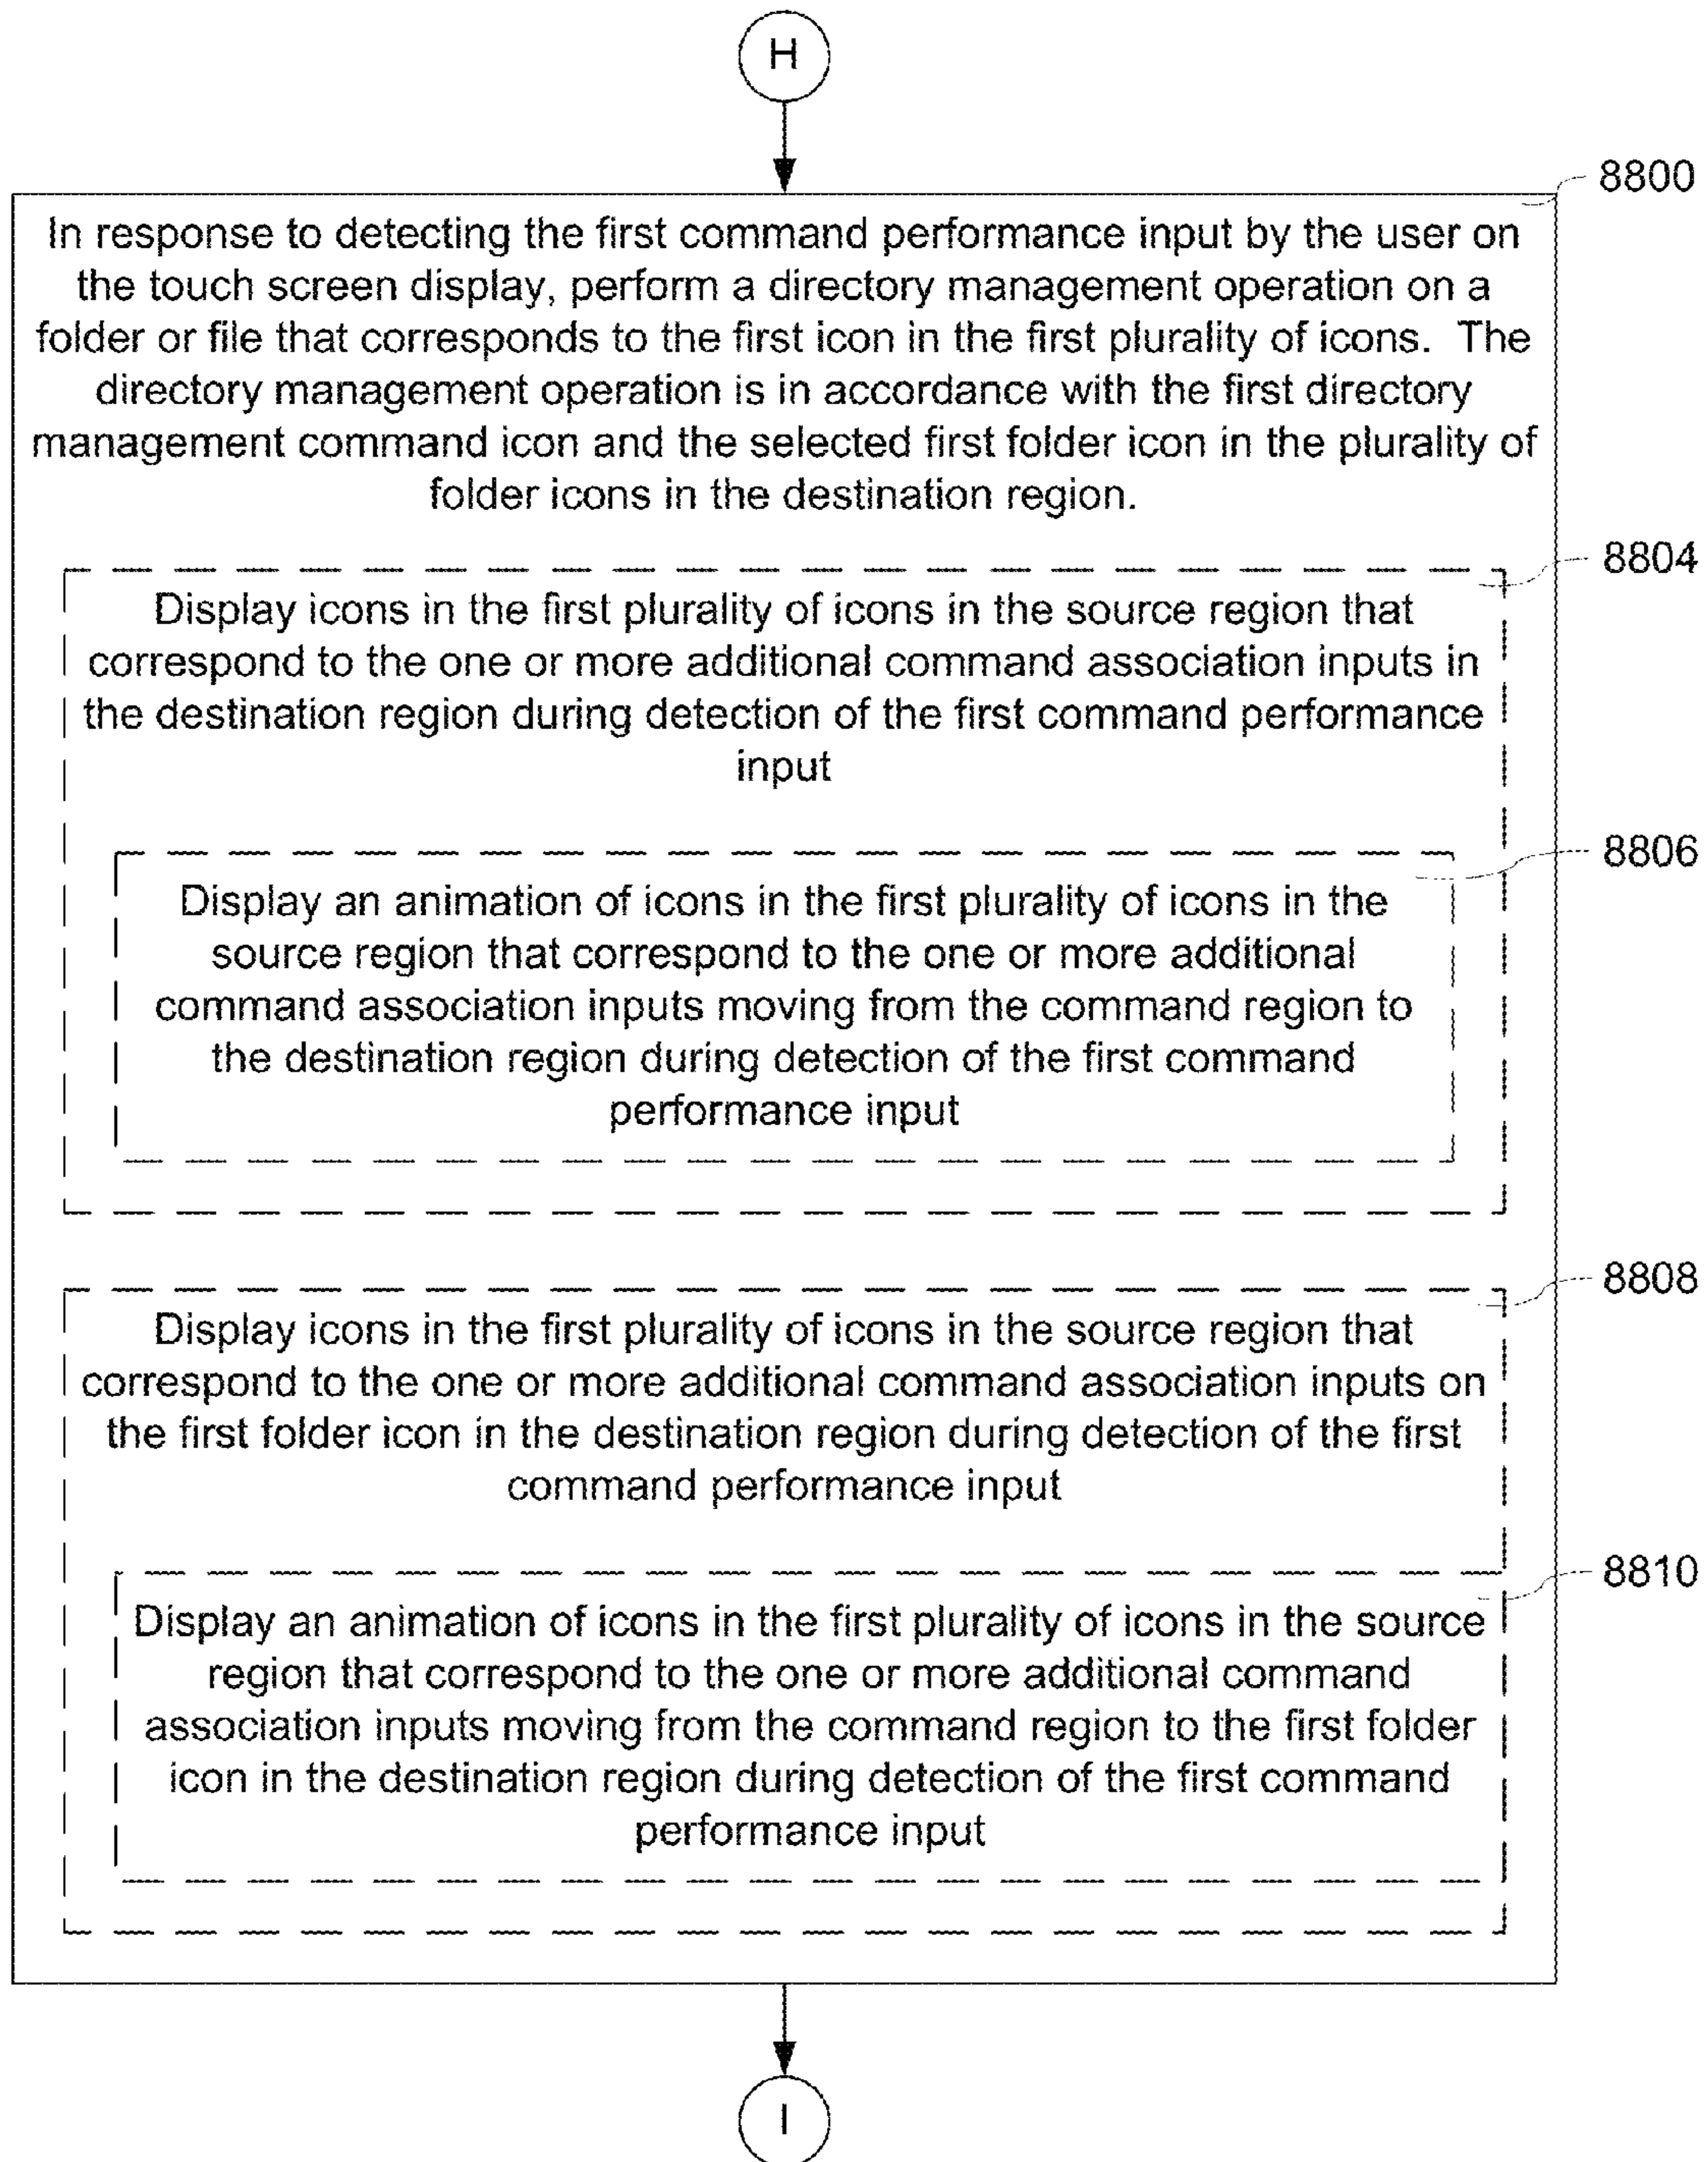 H
8800
In response to detecting the first command performance input by the user on
the touch screen display, perform a directory management operation on a
folder or file that corresponds to the first icon in the first plurality of icons.  The
directory management operation is in accordance with the first directory
management command icon and the selected first folder icon in the plurality of
folder icons in the destination region.
8804
Display icons in the first plurality of icons in the source region that
correspond to the one or more additional command association inputs in
the destination region during detection of the first command performance
input
8806
Display an animation of icons in the first plurality of icons in the
source region that correspond to the one or more additional
command association inputs moving from the command region to
the destination region during detection of the first command
performance input
8808
Display icons in the first plurality of icons in the source region that
correspond to the one or more additional command association inputs on
the first folder icon in the destination region during detection of the first
command performance input
8810
Display an animation of icons in the first plurality of icons in the source
region that correspond to the one or more additional command
association inputs moving from the command region to the first folder
icon in the destination region during detection of the first command
performance input
I